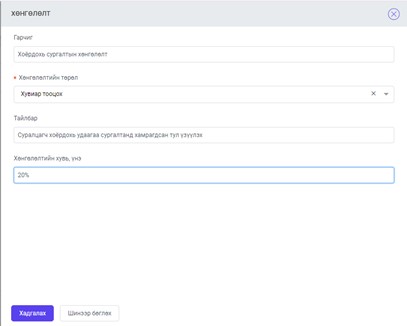 хөнгөлөлт
Гарчиг
Хоёрдохь сургалтын хөнгөлөлт
* Хөнгөлөлтийн төрөл
Хувиар тооцох
Тайлбар
Суралцагч хоёрдохь удаагаа сургалтанд хамрагдсан тул үзүүлэх
Хөнгөлөлтийн хувь, үнэ
20%
Хадгалах
Шинээр бөглөх